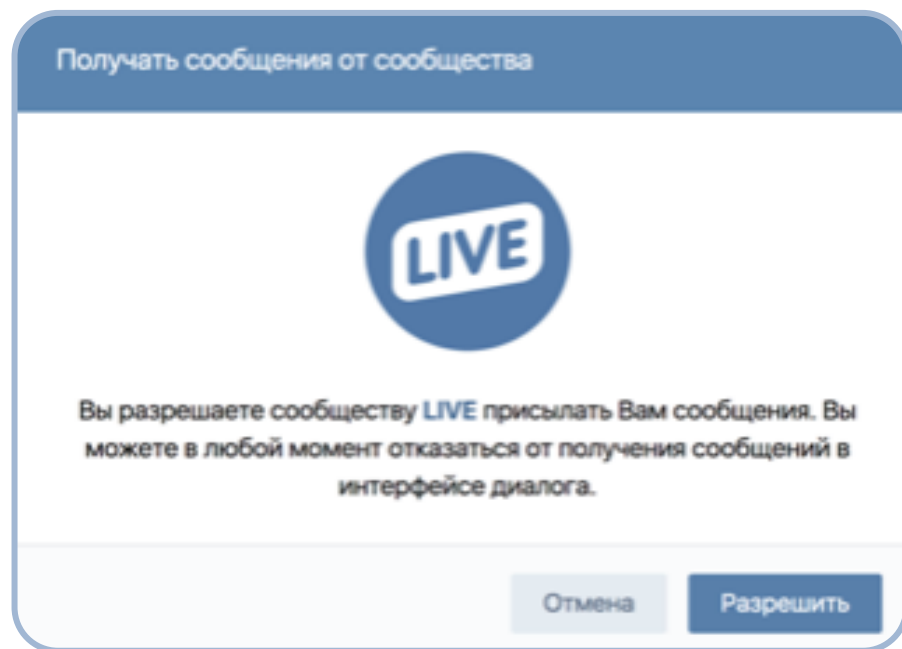 Получать сообщения от сообщества
LIVE
Вы разрешаете сообществу LIVE присылать Вам сообщения. Вы
можете в любой момент отказаться от получения сообщений в
интерфейсе диалога.
Отмена
Разрешить